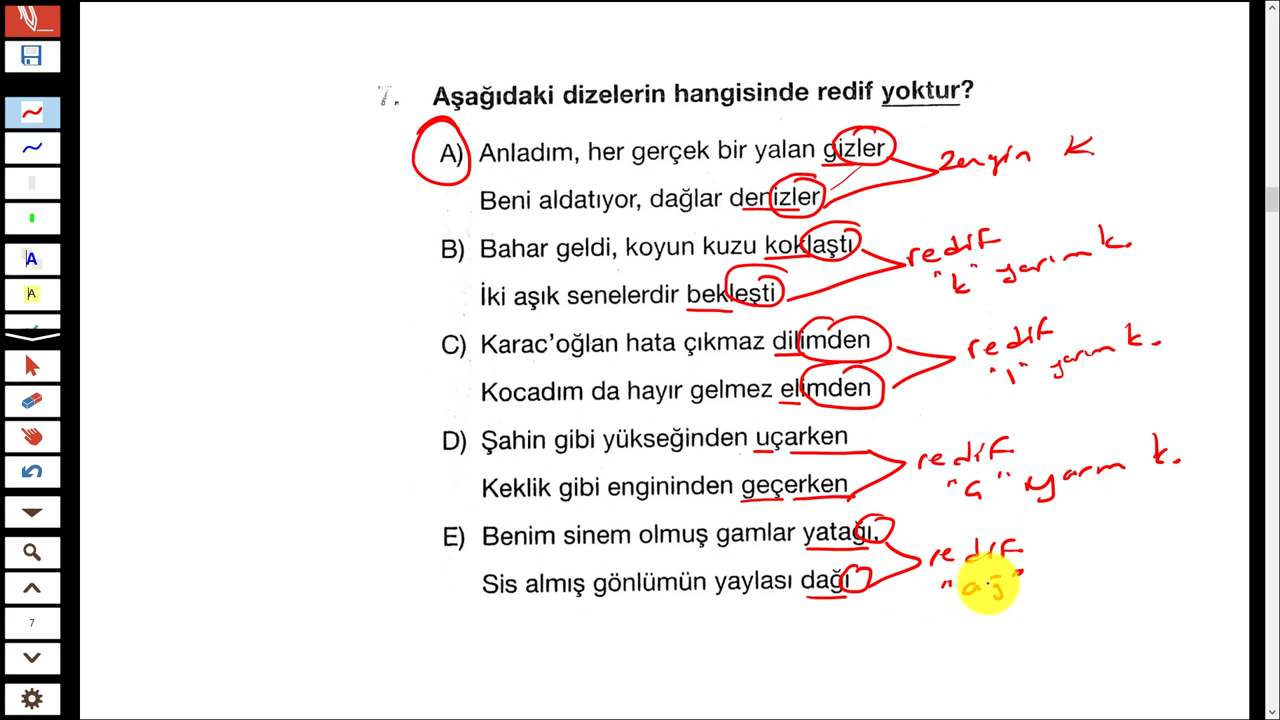 7. Aşağıdaki dizelerin hangisinde redif yoktur?
A) Anladım, her gerçek bir yalan gizler
zengin K
Beni aldatıyor, dağlar denizler
B) Bahar geldi, koyun kuzu koklaştı
redif
"k" yarım k.
İki aşık senelerdir bekleşti
C) Karac'oğlan hata çıkmaz dilimden
redif
"l" yarım k.
Kocadım da hayır gelmez elimden
D) Şahin gibi yükseğinden uçarken
redif
"ç" yarım k.
Keklik gibi engininden geçerken
E) Benim sinem olmuş gamlar yatağı,
redif
"ağ"
Sis almış gönlümün yaylası dağı
A
A
7